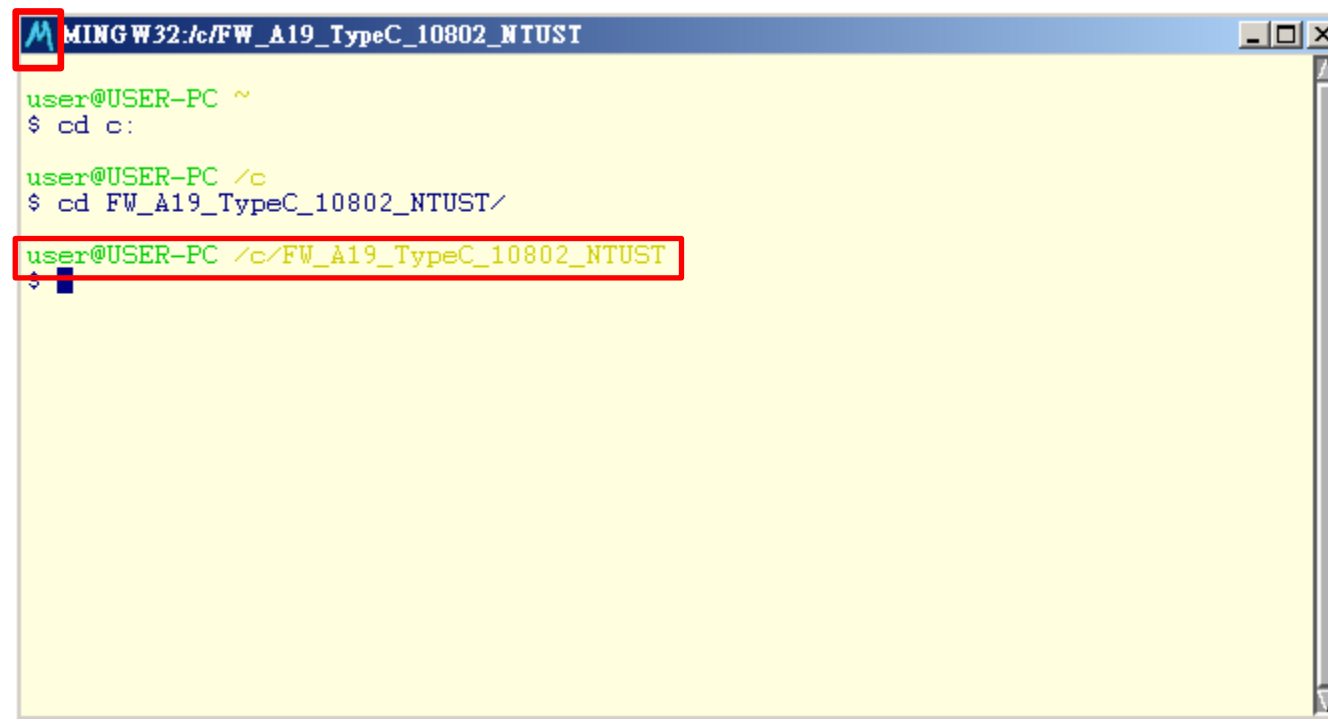 MINGW32:/c/FW_A19_TypeC_10802_NTUST
user@USER-PC ~
$ cd c:
user@USER-PC /c
$ cd FW_A19_TypeC_10802_NTUST/
user@USER-PC /c/FW_A19_TypeC_10802_NTUST
$